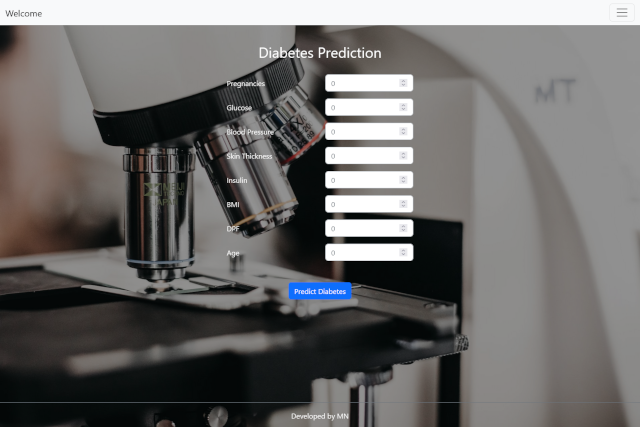 Welcome
Diabetes Prediction
Pregnancies 0
Glucose 0
Blood Pressure 0
Skin Thickness 0
Insulin 0
BMI 0
DPF 0
Age 0
Predict Diabetes
Developed by MN
MT